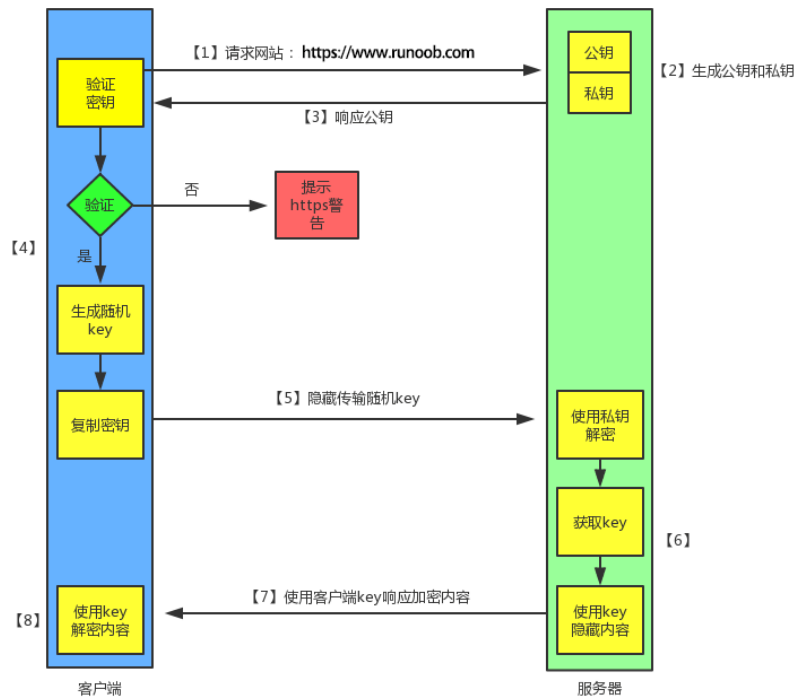 【1】请求网站：https://www.runoob.com
公钥
【2】生成公钥和私钥
验证
密钥
私钥
【3】响应公钥
否
提示
https警
告
验证
【4】
是
生成随机
key
【5】隐藏传输随机key
复制密钥
使用私钥
解密
获取key
【6】
【7】使用客户端key响应加密内容
【8】
使用key
解密内容
使用key
隐藏内容
客户端
服务器